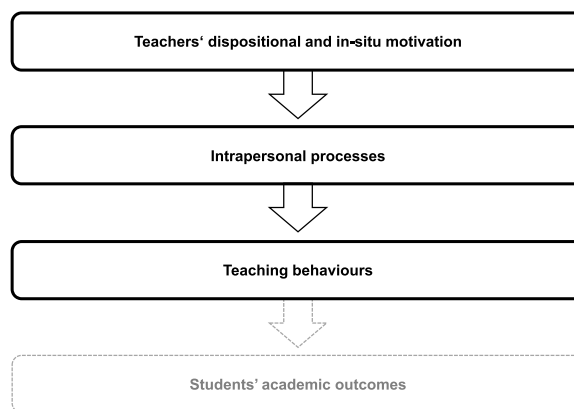 Teachers‘ dispositional and in-situ motivation
Intrapersonal processes
Teaching behaviours
Students’ academic outcomes